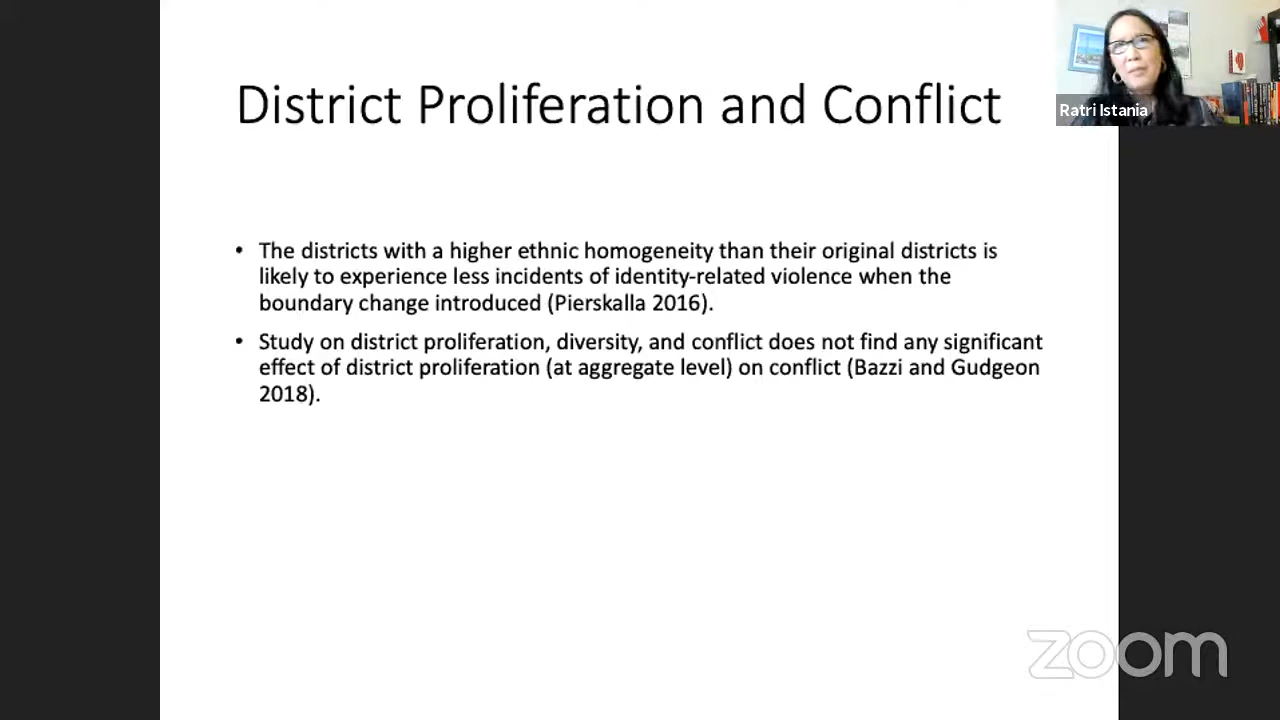 District Proliferation and Conflict
Ratri Istania
• The districts with a higher ethnic homogeneity than their original districts is
likely to experience less incidents of identity-related violence when the
boundary change introduced (Pierskalla 2016).
• Study on district proliferation, diversity, and conflict does not find any significant
effect of district proliferation (at aggregate level) on conflict (Bazzi and Gudgeon
2018).
zoom